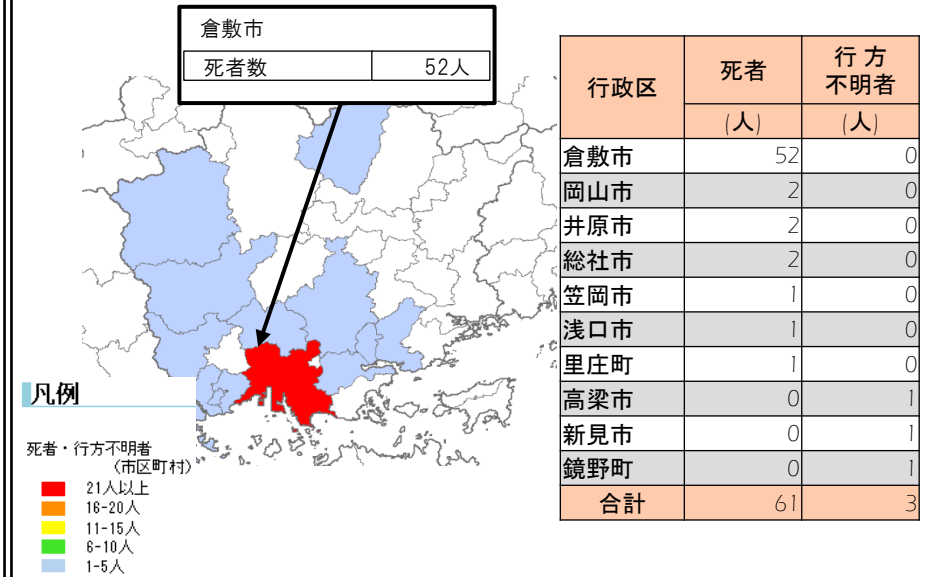 倉敷市
死者数 52人
行政区 死者 行方不明者
(人) (人)
倉敷市 52 0
岡山市 2 0
井原市 2 0
総社市 2 0
笠岡市 1 0
浅口市 1 0
里庄町 1 0
高梁市 0 1
新見市 0 1
鏡野町 0 1
合計 61 3
凡例
死者・行方不明者
(市区町村)
21人以上
16-20人
11-15人
6-10人
1-5人